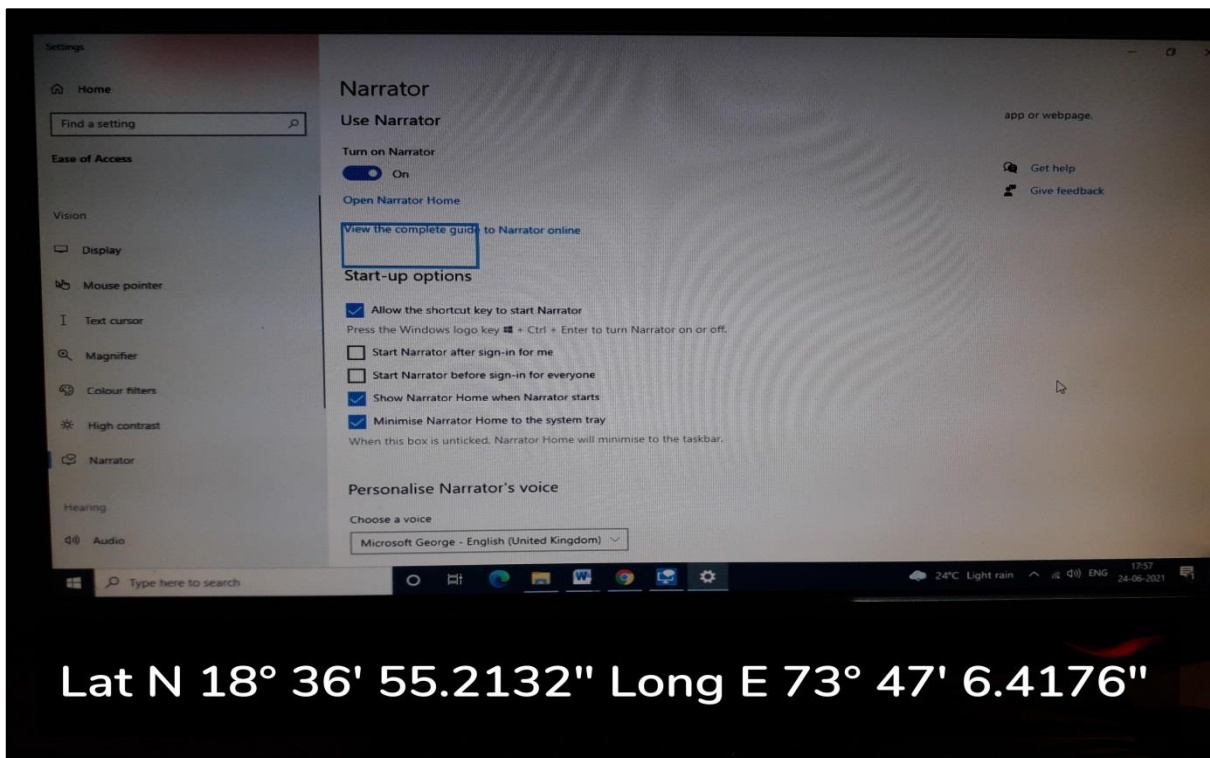 Settings
Home
Find a setting
Ease of Access
Vision
Display
Mouse pointer
Text cursor
Magnifier
Colour filters
High contrast
Narrator
Hearing
Audio
Narrator
Use Narrator
Turn on Narrator
On
Open Narrator Home
View the complete guide to Narrator online
Start-up options
Allow the shortcut key to start Narrator
Press the Windows logo key + Ctrl + Enter to turn Narrator on or off.
Start Narrator after sign-in for me
Start Narrator before sign-in for everyone
Show Narrator Home when Narrator starts
Minimise Narrator Home to the system tray
When this box is unticked, Narrator Home will minimise to the taskbar.
Personalise Narrator's voice
Choose a voice
Microsoft George - English (United Kingdom)
app or webpage.
Get help
Give feedback
Type here to search
W
24°C Light rain
ENG
17:57
24-06-2021
1
Lat N 18° 36' 55.2132" Long E 73° 47' 6.4176"